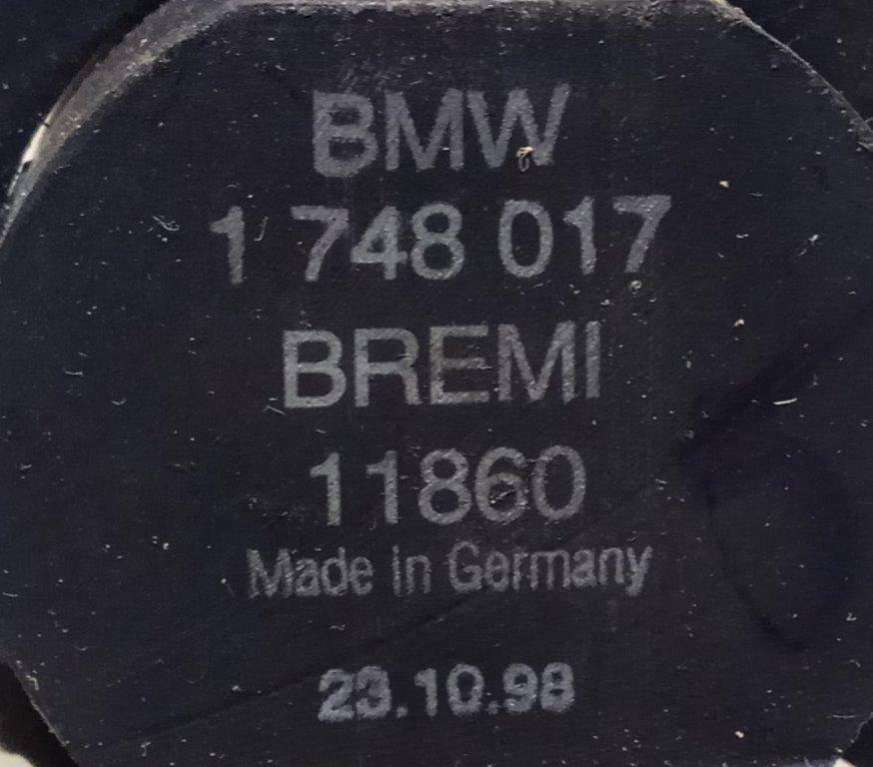 BMW
1 748 017
BREMI
11860
Made in Germany
23.10.98